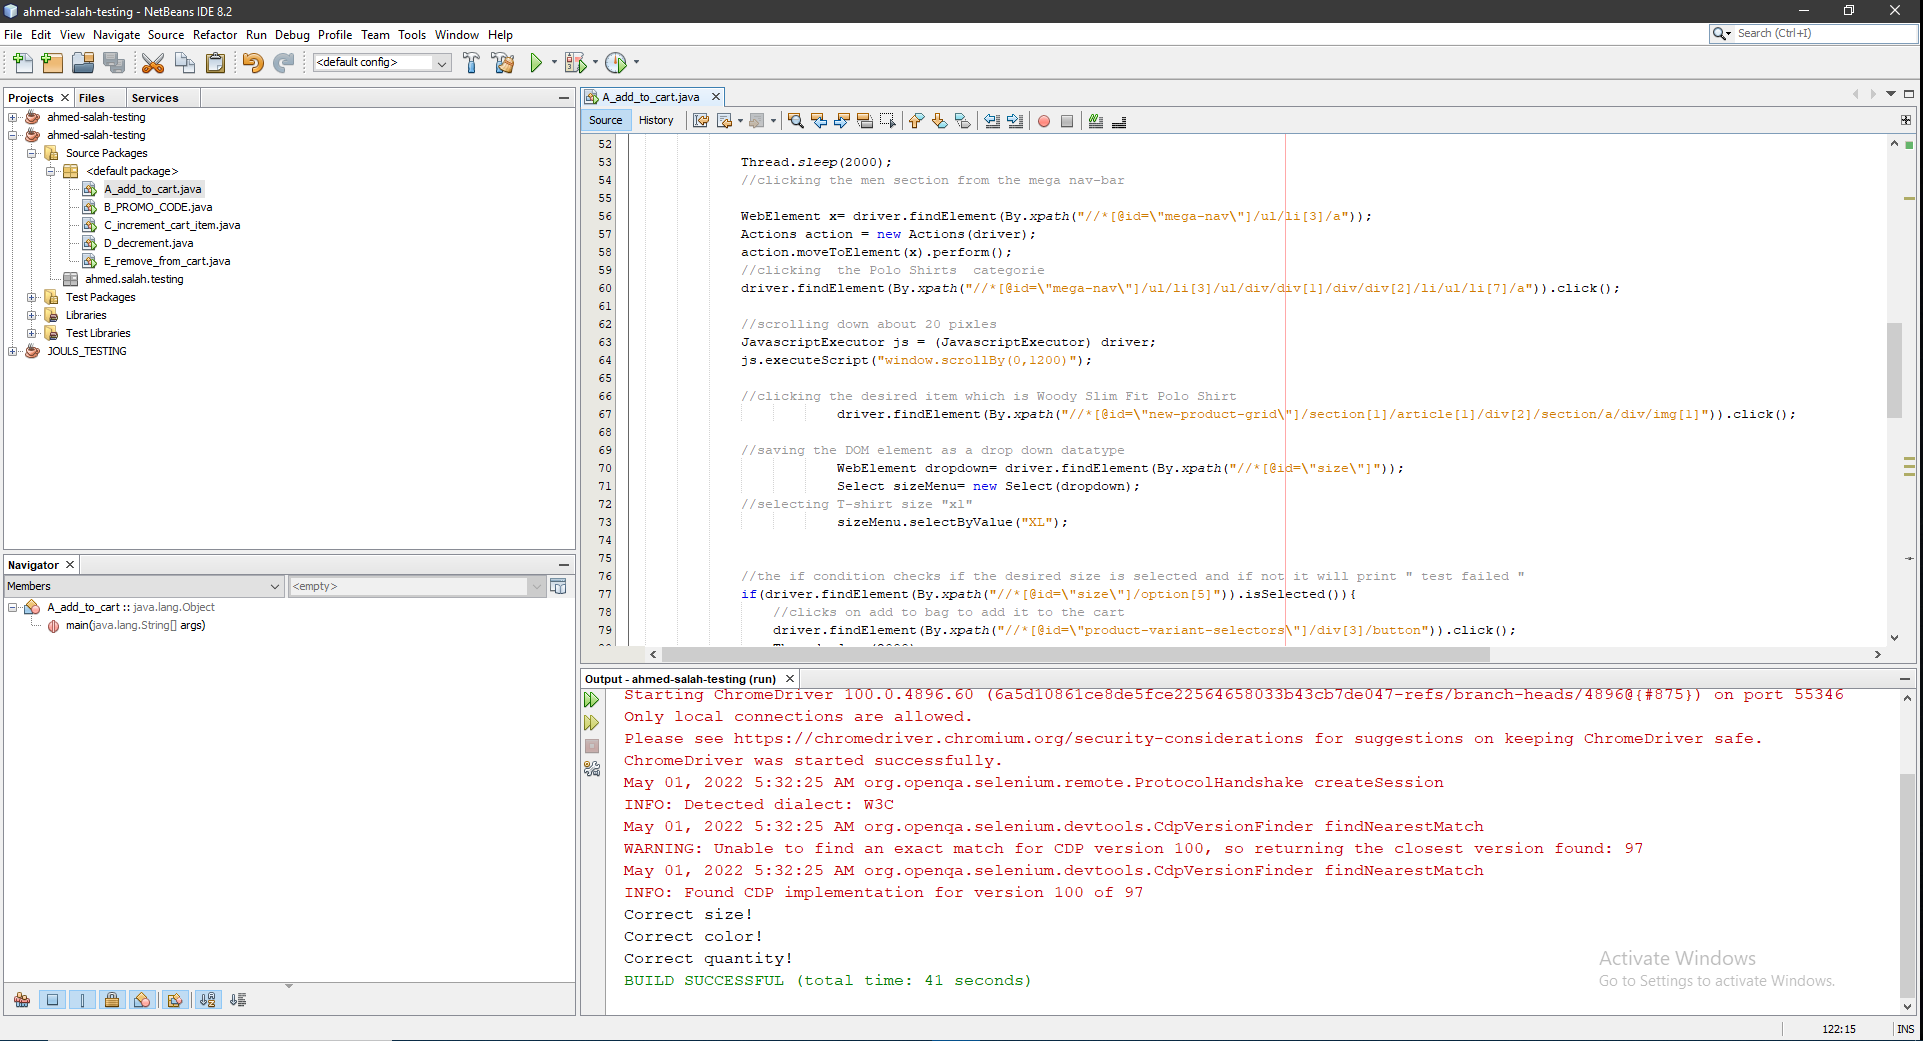 ahmed-salah-testing - NetBeans IDE 8.2
File Edit View Navigate Source Refactor Run Debug Profile Team Tools Window Help
Search (Ctrl+I)
<default config>
Projects Files Services
ahmed-salah-testing
ahmed-salah-testing
Source Packages
<default package>
A_add_to_cart.java
B_PROMO_CODE.java
C_increment_cart_item.java
D_decrement.java
E_remove_from_cart.java
ahmed.salah.testing
Test Packages
Libraries
Test Libraries
JOULS_TESTING
Navigator
Members <empty>
A_add_to_cart :: java.lang.Object
main(java.lang.String[] args)
A_add_to_cart.java
Source History
52
53 Thread.sleep(2000);
54 //clicking the men section from the mega nav-bar
55
56 WebElement x= driver.findElement(By.xpath("//*[@id=\"mega-nav\"]/ul/li[3]/a"));
57 Actions action = new Actions(driver);
58 action.moveToElement(x).perform();
59 //clicking  the Polo Shirts  categorie
60 driver.findElement(By.xpath("//*[@id=\"mega-nav\"]/ul/li[3]/ul/div/div[1]/div/div[2]/li/ul/li[7]/a")).click();
61
62 //scrolling down about 20 pixles
63 JavascriptExecutor js = (JavascriptExecutor) driver;
64 js.executeScript("window.scrollBy(0,1200)");
65
66 //clicking the desired item which is Woody Slim Fit Polo Shirt
67 driver.findElement(By.xpath("//*[@id=\"new-product-grid\"]/section[1]/article[1]/div[2]/section/a/div/img[1]")).click();
68
69 //saving the DOM element as a drop down datatype
70 WebElement dropdown= driver.findElement(By.xpath("//*[@id=\"size\"]"));
71 Select sizeMenu= new Select(dropdown);
72 //selecting T-shirt size "xl"
73 sizeMenu.selectByValue("XL");
74
75
76 //the if condition checks if the desired size is selected and if not it will print " test failed "
77 if(driver.findElement(By.xpath("//*[@id=\"size\"]/option[5]")).isSelected()){
78 //clicks on add to bag to add it to the cart
79 driver.findElement(By.xpath("//*[@id=\"product-variant-selectors\"]/div[3]/button")).click();
Output - ahmed-salah-testing (run)
Starting ChromeDriver 100.0.4896.60 (6a5d10861ce8de5fce22564658033b43cb7de047-refs/branch-heads/4896@{#875}) on port 55346
Only local connections are allowed.
Please see https://chromedriver.chromium.org/security-considerations for suggestions on keeping ChromeDriver safe.
ChromeDriver was started successfully.
May 01, 2022 5:32:25 AM org.openqa.selenium.remote.ProtocolHandshake createSession
INFO: Detected dialect: W3C
May 01, 2022 5:32:25 AM org.openqa.selenium.devtools.CdpVersionFinder findNearestMatch
WARNING: Unable to find an exact match for CDP version 100, so returning the closest version found: 97
May 01, 2022 5:32:25 AM org.openqa.selenium.devtools.CdpVersionFinder findNearestMatch
INFO: Found CDP implementation for version 100 of 97
Correct size!
Correct color!
Correct quantity!
BUILD SUCCESSFUL (total time: 41 seconds)
Activate Windows
Go to Settings to activate Windows.
122:15 INS